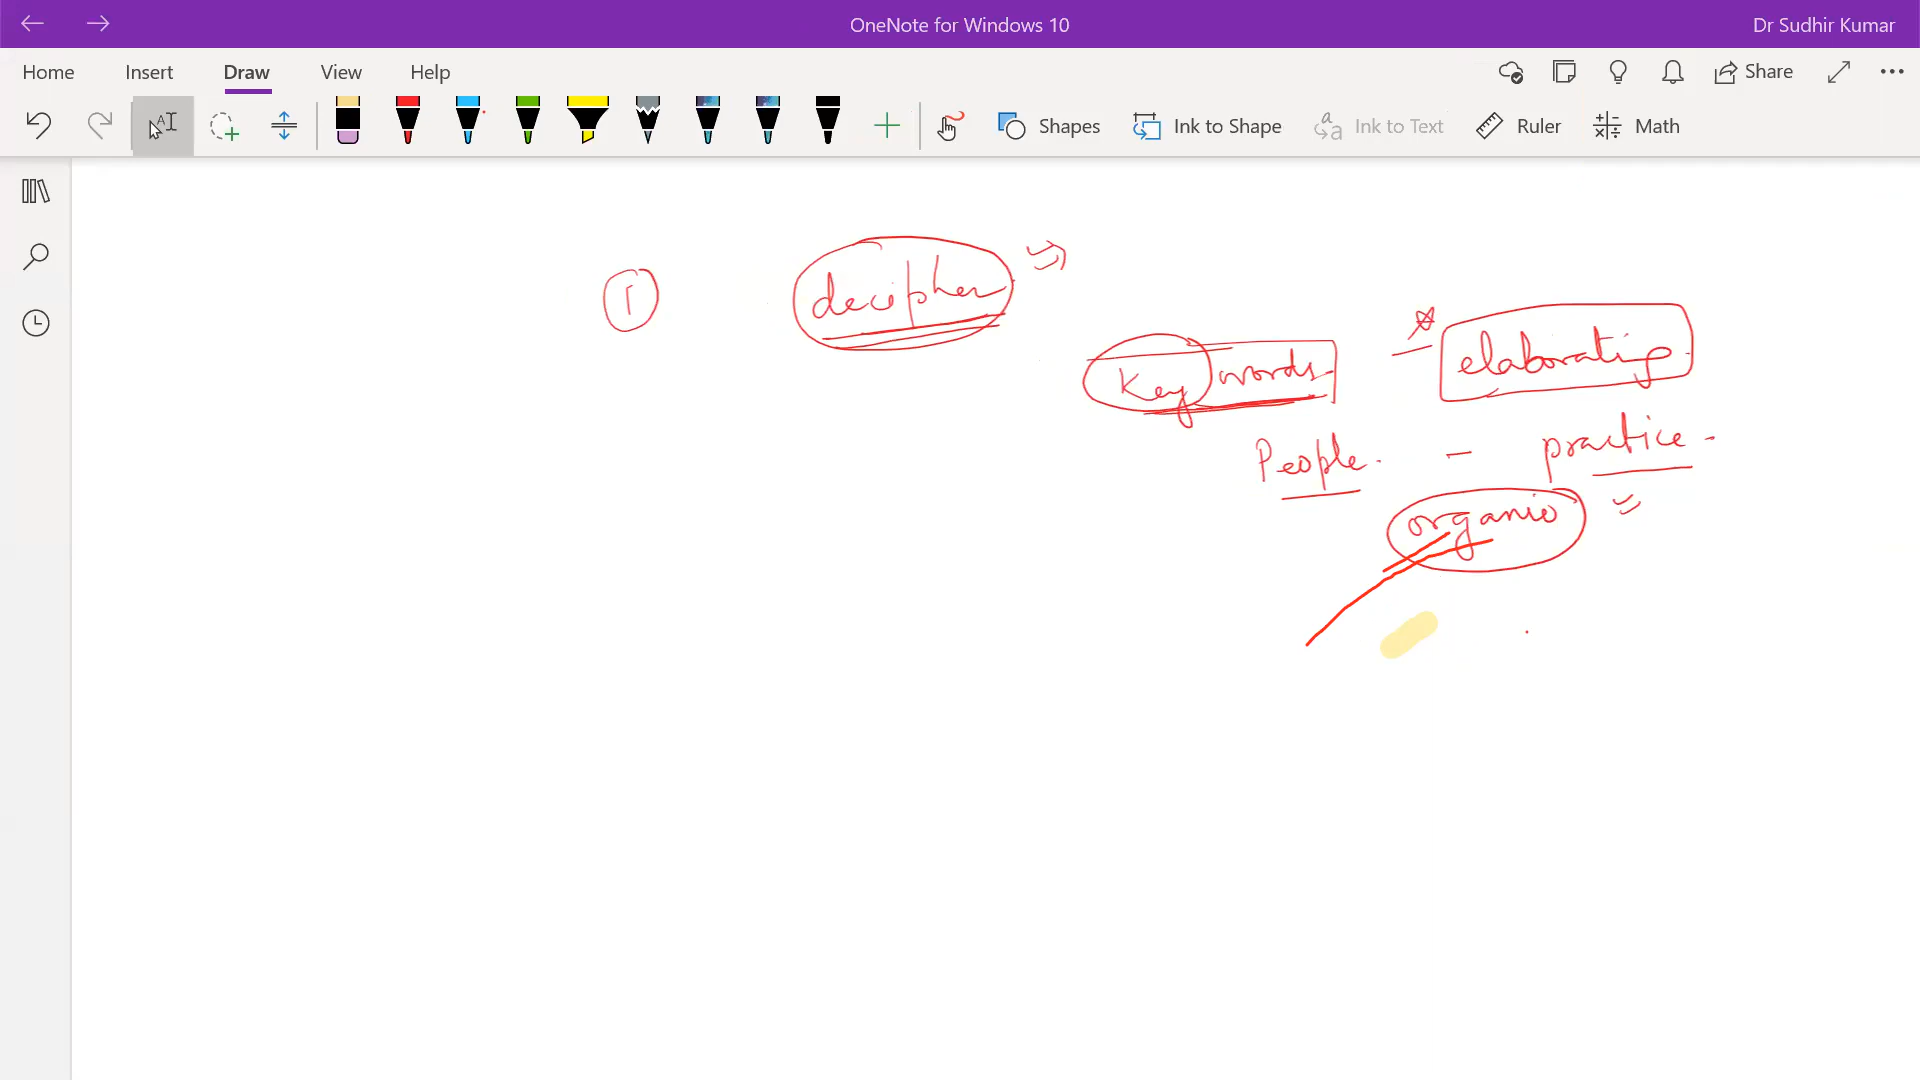 OneNote for Windows 10
Dr Sudhir Kumar
Home Insert Draw View Help
Share
Shapes Ink to Shape Ink to Text Ruler Math
1 decipher
Key words elaborating
People - practice
organic